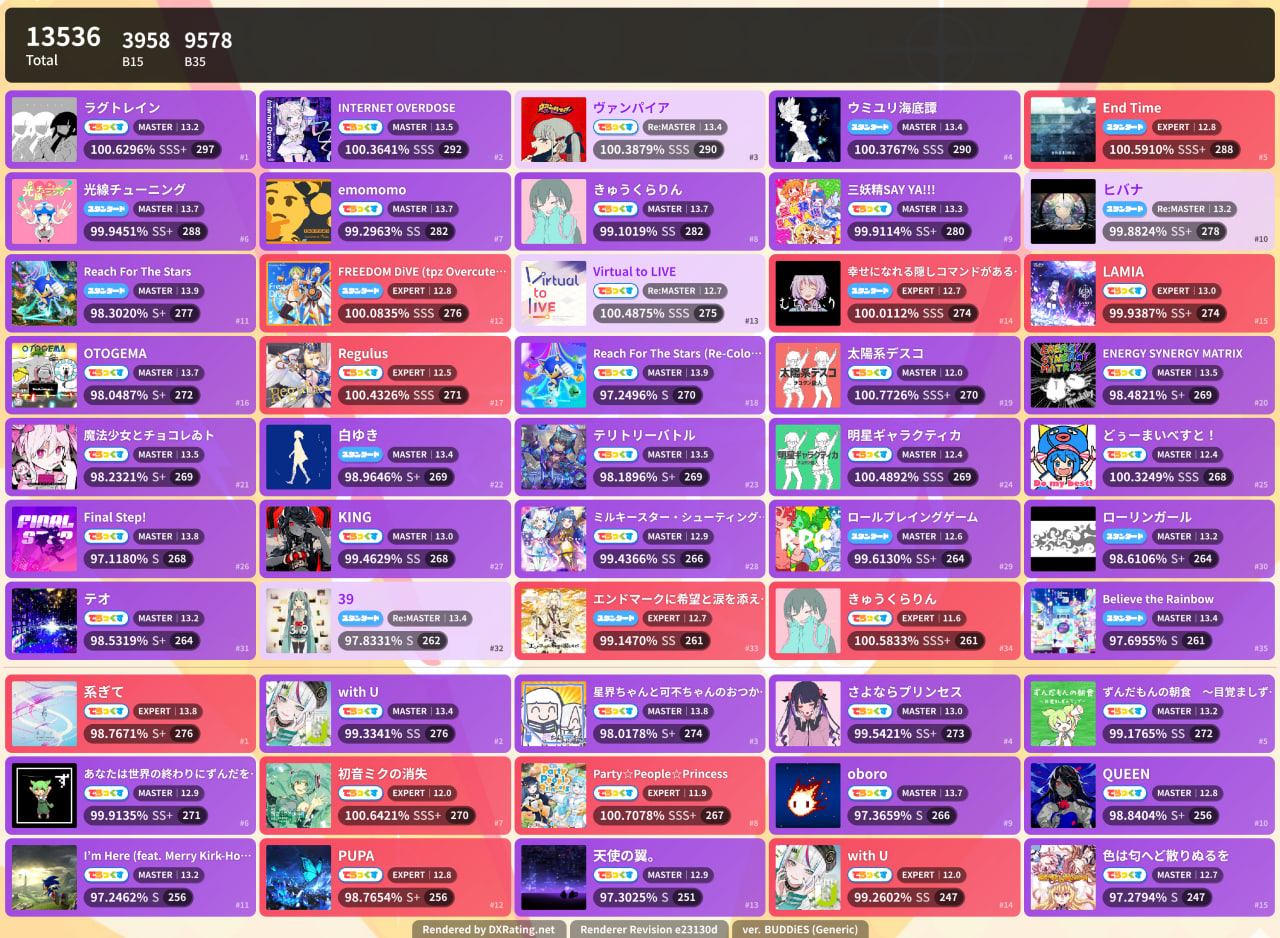 13536 3958 9578
Total B15 B35
ラグトレイン
でらっくす MASTER | 13.2
100.6296% SSS+ 297
#1
INTERNET OVERDOSE
でらっくす MASTER | 13.5
100.3641% SSS 292
#2
ヴァンパイア
でらっくす Re:MASTER | 13.4
100.3879% SSS 290
#3
ウミユリ海底譚
スタンダード MASTER | 13.4
100.3767% SSS 290
#4
End Time
スタンダード EXPERT | 12.8
100.5910% SSS+ 288
#5
光線チューニング
スタンダード MASTER | 13.7
99.9451% SS+ 288
#6
emomomo
でらっくす MASTER | 13.7
99.2963% SS 282
#7
きゅうくらりん
でらっくす MASTER | 13.7
99.1019% SS 282
#8
三妖精SAY YA!!!
でらっくす MASTER | 13.3
99.9114% SS+ 280
#9
ヒバナ
スタンダード Re:MASTER | 13.2
99.8824% SS+ 278
#10
Reach For The Stars
スタンダード MASTER | 13.9
98.3020% S+ 277
#11
FREEDOM DiVE (tpz Overcute…
スタンダード EXPERT | 12.8
100.0835% SSS 276
#12
Virtual to LIVE
でらっくす Re:MASTER | 12.7
100.4875% SSS 275
#13
幸せになれる隠しコマンドがある
スタンダード EXPERT | 12.7
100.0112% SSS 274
#14
LAMIA
でらっくす EXPERT | 13.0
99.9387% SS+ 274
#15
OTOGEMA
でらっくす MASTER | 13.7
98.0487% S+ 272
#16
Regulus
でらっくす EXPERT | 12.5
100.4326% SSS 271
#17
Reach For The Stars (Re-Colo…
でらっくす MASTER | 13.9
97.2496% S 270
#18
太陽系デスコ
でらっくす MASTER | 12.0
100.7726% SSS+ 270
#19
ENERGY SYNERGY MATRIX
でらっくす MASTER | 13.5
98.4821% S+ 269
#20
魔法少女とチョコレゐト
でらっくす MASTER | 13.5
98.2321% S+ 269
#21
白ゆき
スタンダード MASTER | 13.4
98.9646% S+ 269
#22
テリトリーバトル
でらっくす MASTER | 13.5
98.1896% S+ 269
#23
明星ギャラクティカ
でらっくす MASTER | 12.4
100.4892% SSS 269
#24
どぅーまいべすと！
でらっくす MASTER | 12.4
100.3249% SSS 268
#25
Final Step!
でらっくす MASTER | 13.8
97.1180% S 268
#26
KING
でらっくす MASTER | 13.0
99.4629% SS 268
#27
ミルキースター・シューティング
でらっくす MASTER | 12.9
99.4366% SS 266
#28
ロールプレイングゲーム
スタンダード MASTER | 12.6
99.6130% SS+ 264
#29
ローリンガール
スタンダード MASTER | 13.2
98.6106% S+ 264
#30
テオ
でらっくす MASTER | 13.2
98.5319% S+ 264
#31
39
スタンダード Re:MASTER | 13.4
97.8331% S 262
#32
エンドマークに希望と涙を添え
スタンダード EXPERT | 12.7
99.1470% SS 261
#33
きゅうくらりん
でらっくす EXPERT | 11.6
100.5833% SSS+ 261
#34
Believe the Rainbow
スタンダード MASTER | 13.4
97.6955% S 261
#35
系ぎて
でらっくす EXPERT | 13.8
98.7671% S+ 276
#1
with U
でらっくす MASTER | 13.4
99.3341% SS 276
#2
星界ちゃんと可不ちゃんのおつか
でらっくす MASTER | 13.8
98.0178% S+ 274
#3
さよならプリンセス
でらっくす MASTER | 13.0
99.5421% SS+ 273
#4
ずんだもんの朝食　〜目覚ましず
でらっくす MASTER | 13.2
99.1765% SS 272
#5
あなたは世界の終わりにずんだを
でらっくす MASTER | 12.9
99.9135% SS+ 271
#6
初音ミクの消失
でらっくす EXPERT | 12.0
100.6421% SSS+ 270
#7
Party☆People☆Princess
でらっくす EXPERT | 11.9
100.7078% SSS+ 267
#8
oboro
でらっくす MASTER | 13.7
97.3659% S 266
#9
QUEEN
でらっくす MASTER | 12.8
98.8404% S+ 256
#10
I'm Here (feat. Merry Kirk-Ho…
でらっくす MASTER | 13.2
97.2462% S 256
#11
PUPA
でらっくす EXPERT | 12.8
98.7654% S+ 256
#12
天使の翼。
でらっくす MASTER | 12.9
97.3025% S 251
#13
with U
でらっくす EXPERT | 12.0
99.2602% SS 247
#14
色は匂へど散りぬるを
でらっくす MASTER | 12.7
97.2794% S 247
#15
Rendered by DXRating.net Renderer Revision e23130d ver. BUDDiES (Generic)